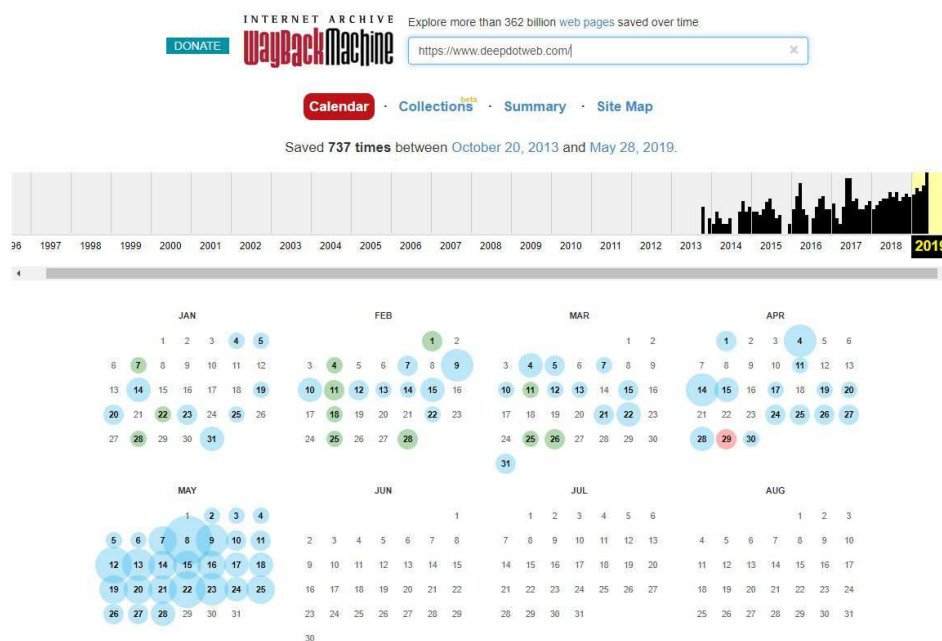 INTERNET ARCHIVE
Explore more than 362 billion web pages saved over time
DONATE
WayBackMachine
https://www.deepdotweb.com/
×
Calendar · Collections beta · Summary · Site Map
Saved 737 times between October 20, 2013 and May 28, 2019.
96 1997 1998 1999 2000 2001 2002 2003 2004 2005 2006 2007 2008 2009 2010 2011 2012 2013 2014 2015 2016 2017 2018 2019
JAN
1 2 3 4 5
6 7 8 9 10 11 12
13 14 15 16 17 18 19
20 21 22 23 24 25 26
27 28 29 30 31
FEB
1 2
3 4 5 6 7 8 9
10 11 12 13 14 15 16
17 18 19 20 21 22 23
24 25 26 27 28
MAR
1 2
3 4 5 6 7 8 9
10 11 12 13 14 15 16
17 18 19 20 21 22 23
24 25 26 27 28 29 30
31
APR
1 2 3 4 5 6
7 8 9 10 11 12 13
14 15 16 17 18 19 20
21 22 23 24 25 26 27
28 29 30
MAY
1 2 3 4
5 6 7 8 9 10 11
12 13 14 15 16 17 18
19 20 21 22 23 24 25
26 27 28 29 30 31
JUN
1
2 3 4 5 6 7 8
9 10 11 12 13 14 15
16 17 18 19 20 21 22
23 24 25 26 27 28 29
30
JUL
1 2 3 4 5 6
7 8 9 10 11 12 13
14 15 16 17 18 19 20
21 22 23 24 25 26 27
28 29 30 31
AUG
1 2 3
4 5 6 7 8 9 10
11 12 13 14 15 16 17
18 19 20 21 22 23 24
25 26 27 28 29 30 31